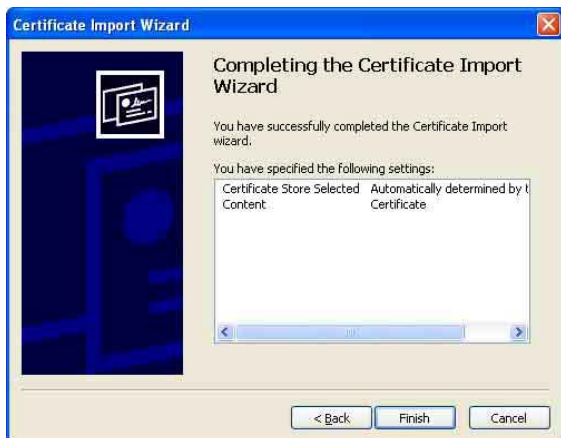 Certificate Import Wizard
Completing the Certificate Import
Wizard
You have successfully completed the Certificate Import
wizard.
You have specified the following settings:
Certificate Store Selected Automatically determined by t
Content Certificate
< Back Finish Cancel